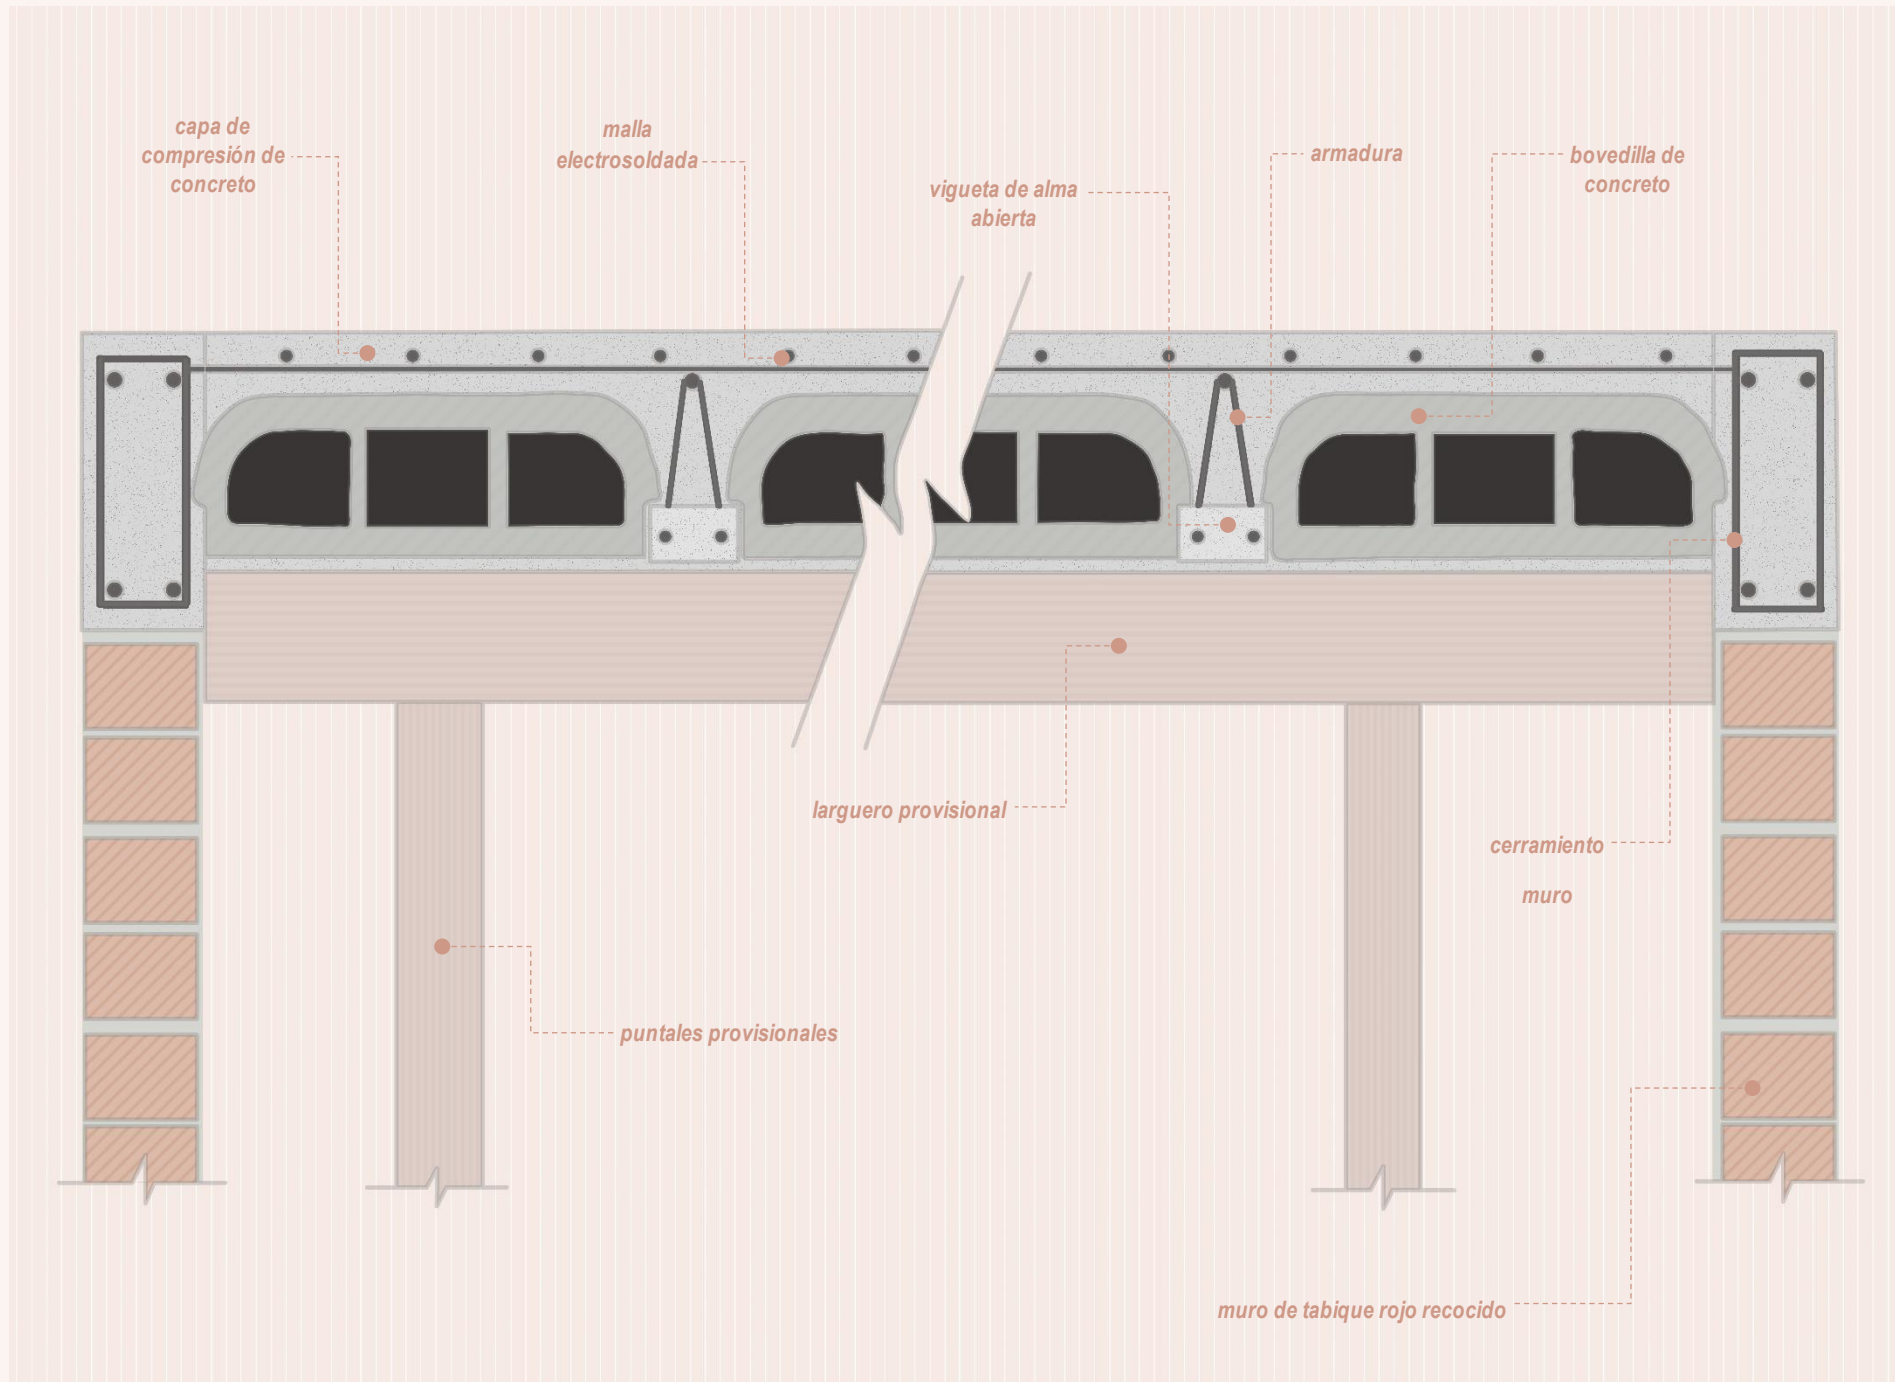 capa de
compresión de
concreto
malla
electrosoldada
vigueta de alma
abierta
armadura
bovedilla de
concreto
larguero provisional
cerramiento
muro
puntales provisionales
muro de tabique rojo recocido